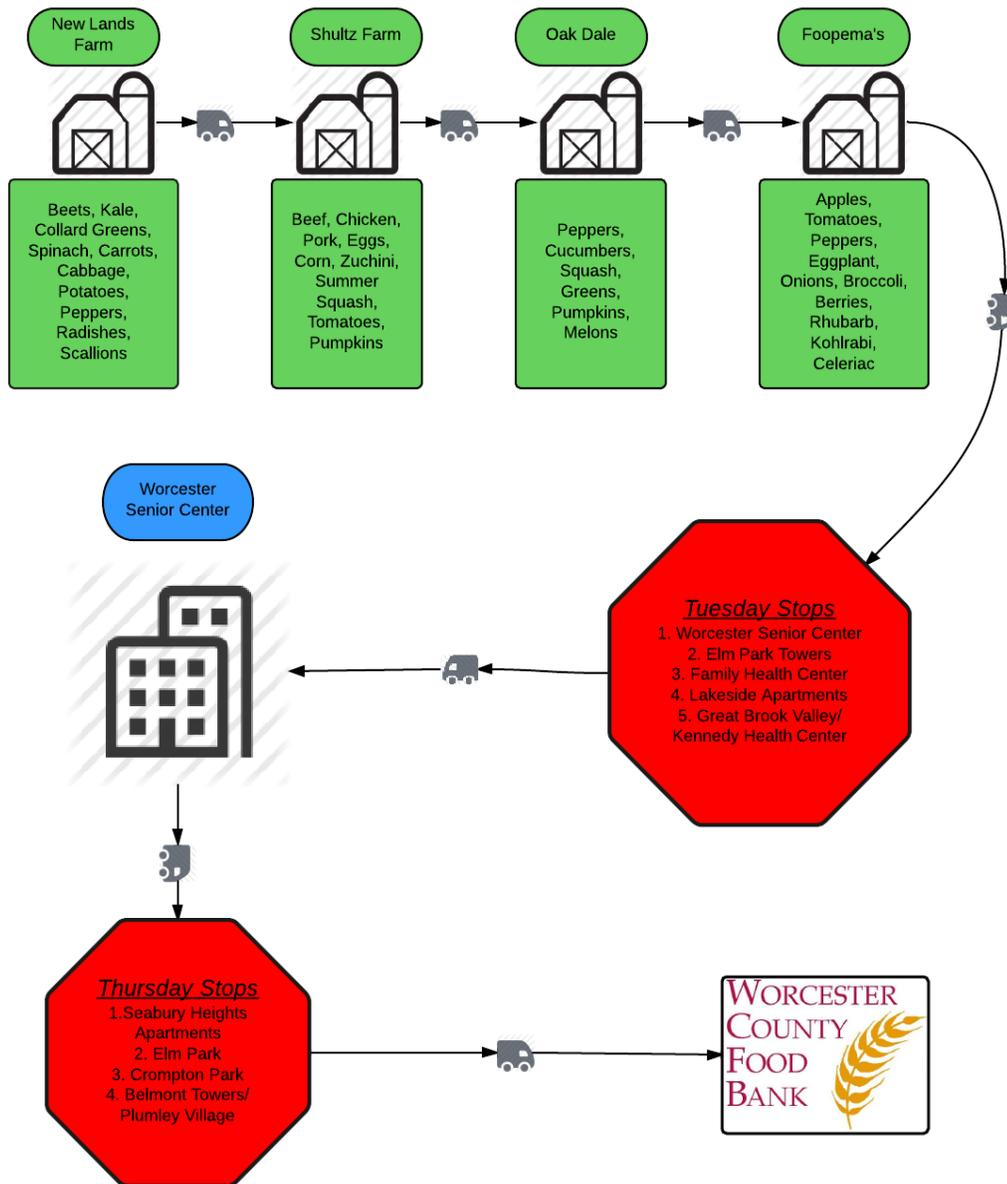 New Lands
Farm
Shultz Farm
Oak Dale
Foopema's
Beets, Kale,
Collard Greens,
Spinach, Carrots,
Cabbage,
Potatoes,
Peppers,
Radishes,
Scallions
Beef, Chicken,
Pork, Eggs,
Corn, Zuchini,
Summer
Squash,
Tomatoes,
Pumpkins
Peppers,
Cucumbers,
Squash,
Greens,
Pumpkins,
Melons
Apples,
Tomatoes,
Peppers,
Eggplant,
Onions, Broccoli,
Berries,
Rhubarb,
Kohlrabi,
Celeriac
Worcester
Senior Center
Tuesday Stops
1. Worcester Senior Center
2. Elm Park Towers
3. Family Health Center
4. Lakeside Apartments
5. Great Brook Valley/
Kennedy Health Center
Thursday Stops
1.Seabury Heights
Apartments
2. Elm Park
3. Crompton Park
4. Belmont Towers/
Plumley Village
WORCESTER
COUNTY
FOOD
BANK